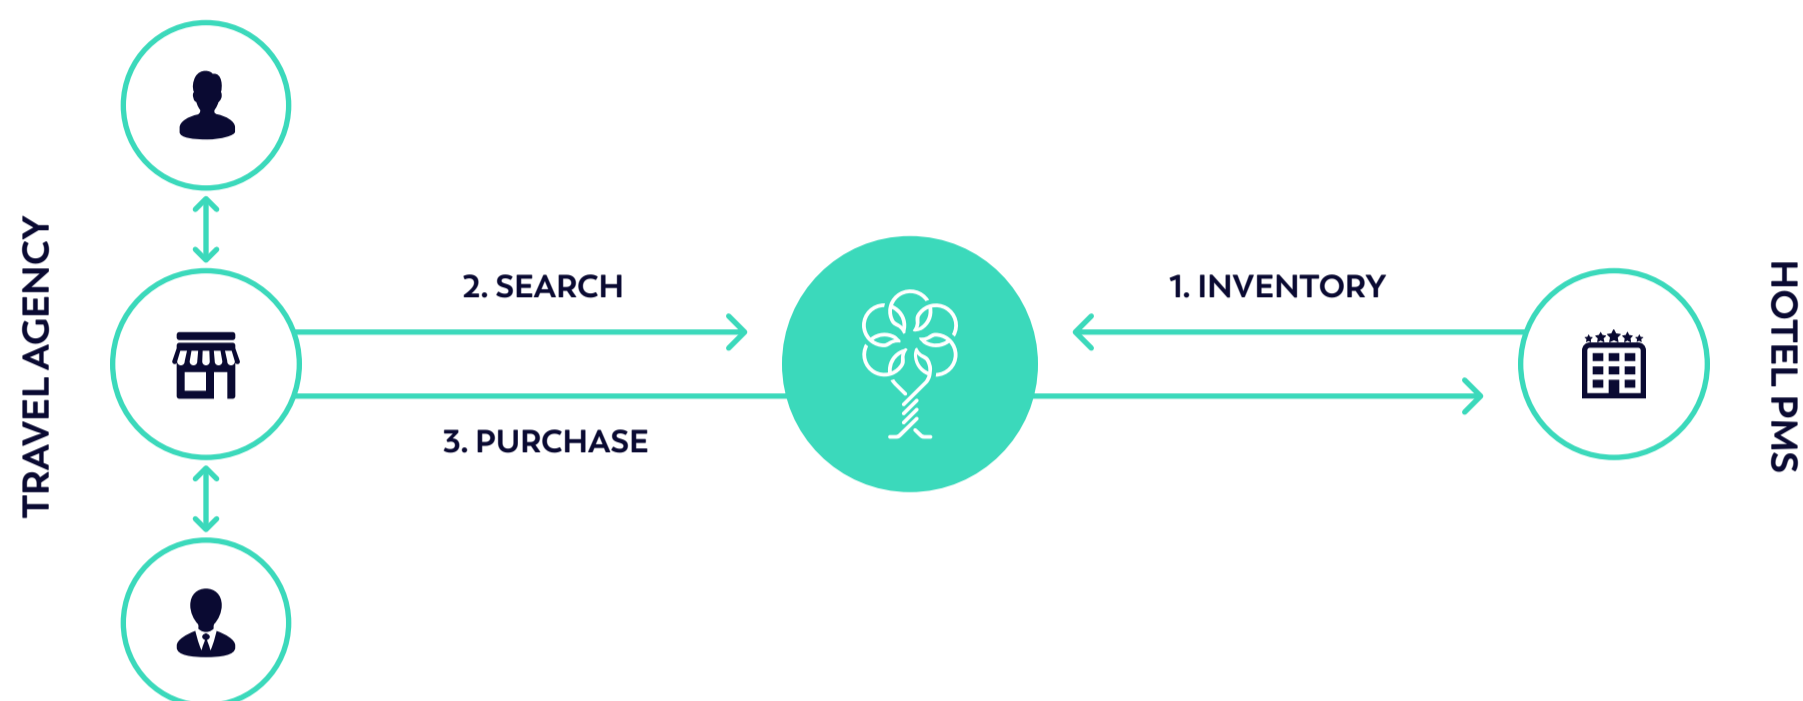 TRAVEL AGENCY
2. SEARCH
1. INVENTORY
3. PURCHASE
HOTEL PMS